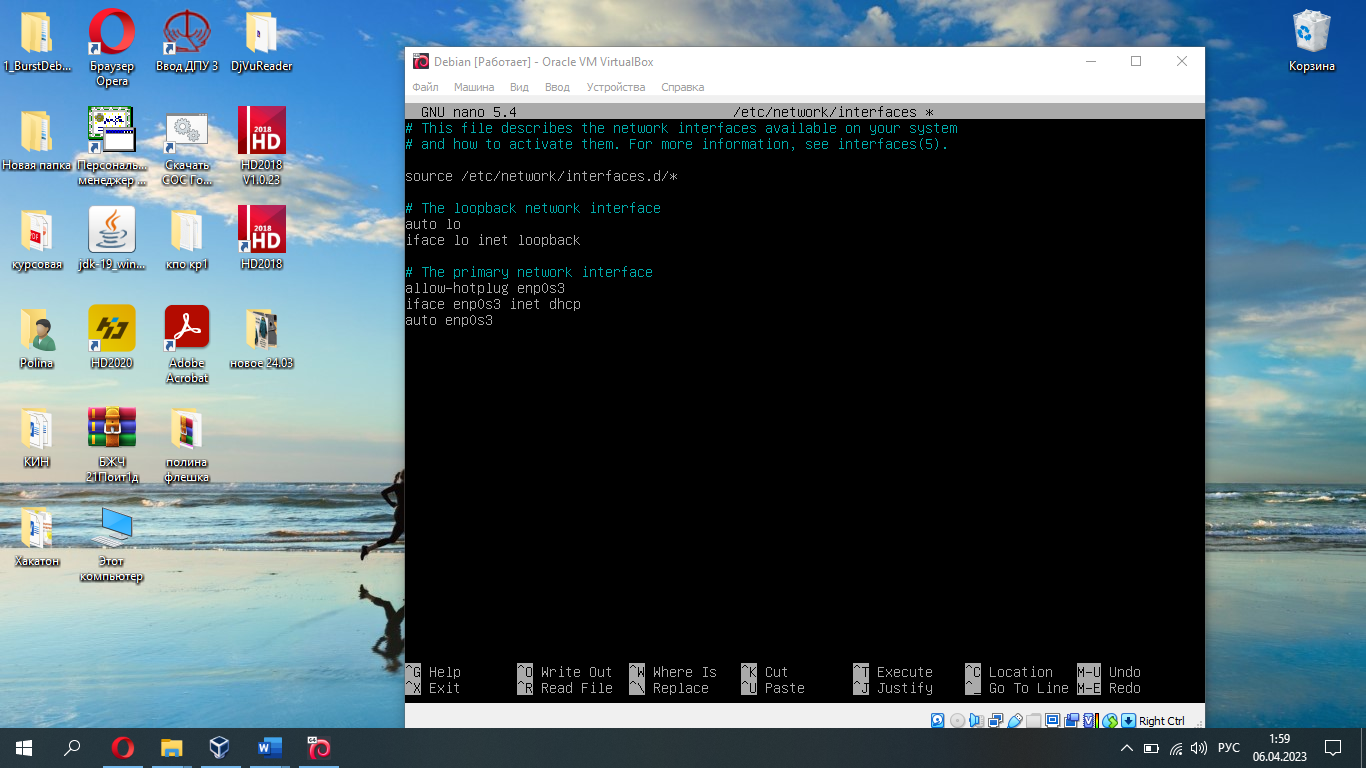 1_BurstDeb...
Браузер
Opera
Ввод ДПУ 3
DjVuReader
Корзина
Новая папка
Персональ...
менеджер ...
Скачать
СОС Го...
2018
HD
HD2018
V1.0.23
курсовая
jdk-19_win...
кпо кр1
2018
HD
HD2018
Polina
HD2020
Adobe
Acrobat
новое 24.03
КИН
БЖЧ
21Поит1д
полина
флешка
Хакатон
Этот
компьютер
Debian [Работает] - Oracle VM VirtualBox
Файл Машина Вид Ввод Устройства Справка
GNU nano 5.4 /etc/network/interfaces *
# This file describes the network interfaces available on your system
# and how to activate them. For more information, see interfaces(5).
source /etc/network/interfaces.d/*
# The loopback network interface
auto lo
iface lo inet loopback
# The primary network interface
allow-hotplug enp0s3
iface enp0s3 inet dhcp
auto enp0s3
^G Help ^O Write Out ^W Where Is ^K Cut ^T Execute ^C Location M-U Undo
^X Exit ^R Read File ^\ Replace ^U Paste ^J Justify ^_ Go To Line M-E Redo
Right Ctrl
РУС
1:59
06.04.2023